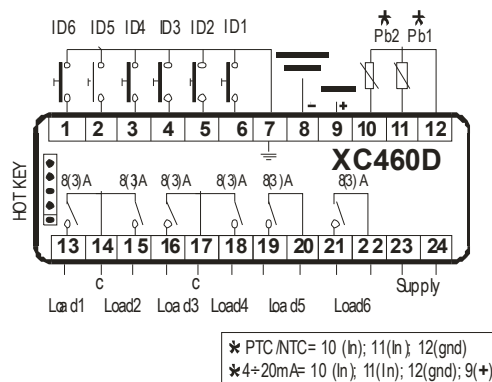 ID6 ID5 ID4 ID3 ID2 ID1 Pb2 Pb1
- +
1 2 3 4 5 6 7 8 9 10 11 12
XC460D
HOT KEY
8(3)A 8(3)A 8(3)A 8(3)A 8(3)A 8(3)A
13 14 15 16 17 18 19 20 21 22 23 24
C C Supply
Load1 Load2 Load3 Load4 Load5 Load6
* PTC/NTC= 10 (In); 11(In); 12(gnd)
* 4÷20mA= 10 (In); 11(In); 12(gnd); 9(+)